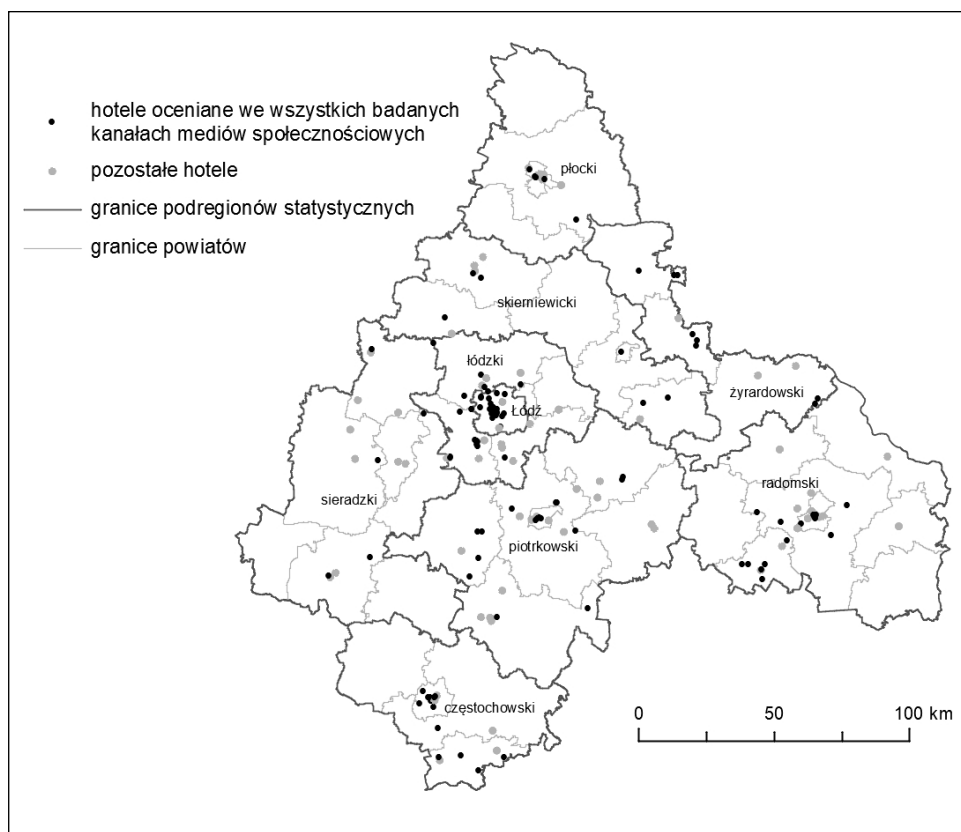 hotele oceniane we wszystkich badanych
kanałach mediów społecznościowych
pozostałe hotele
granice podregionów statystycznych
granice powiatów
płocki
skierniewicki
łódzki
Łódź
żyrardowski
sieradzki
radomski
piotrkowski
częstochowski
0 50 100 km